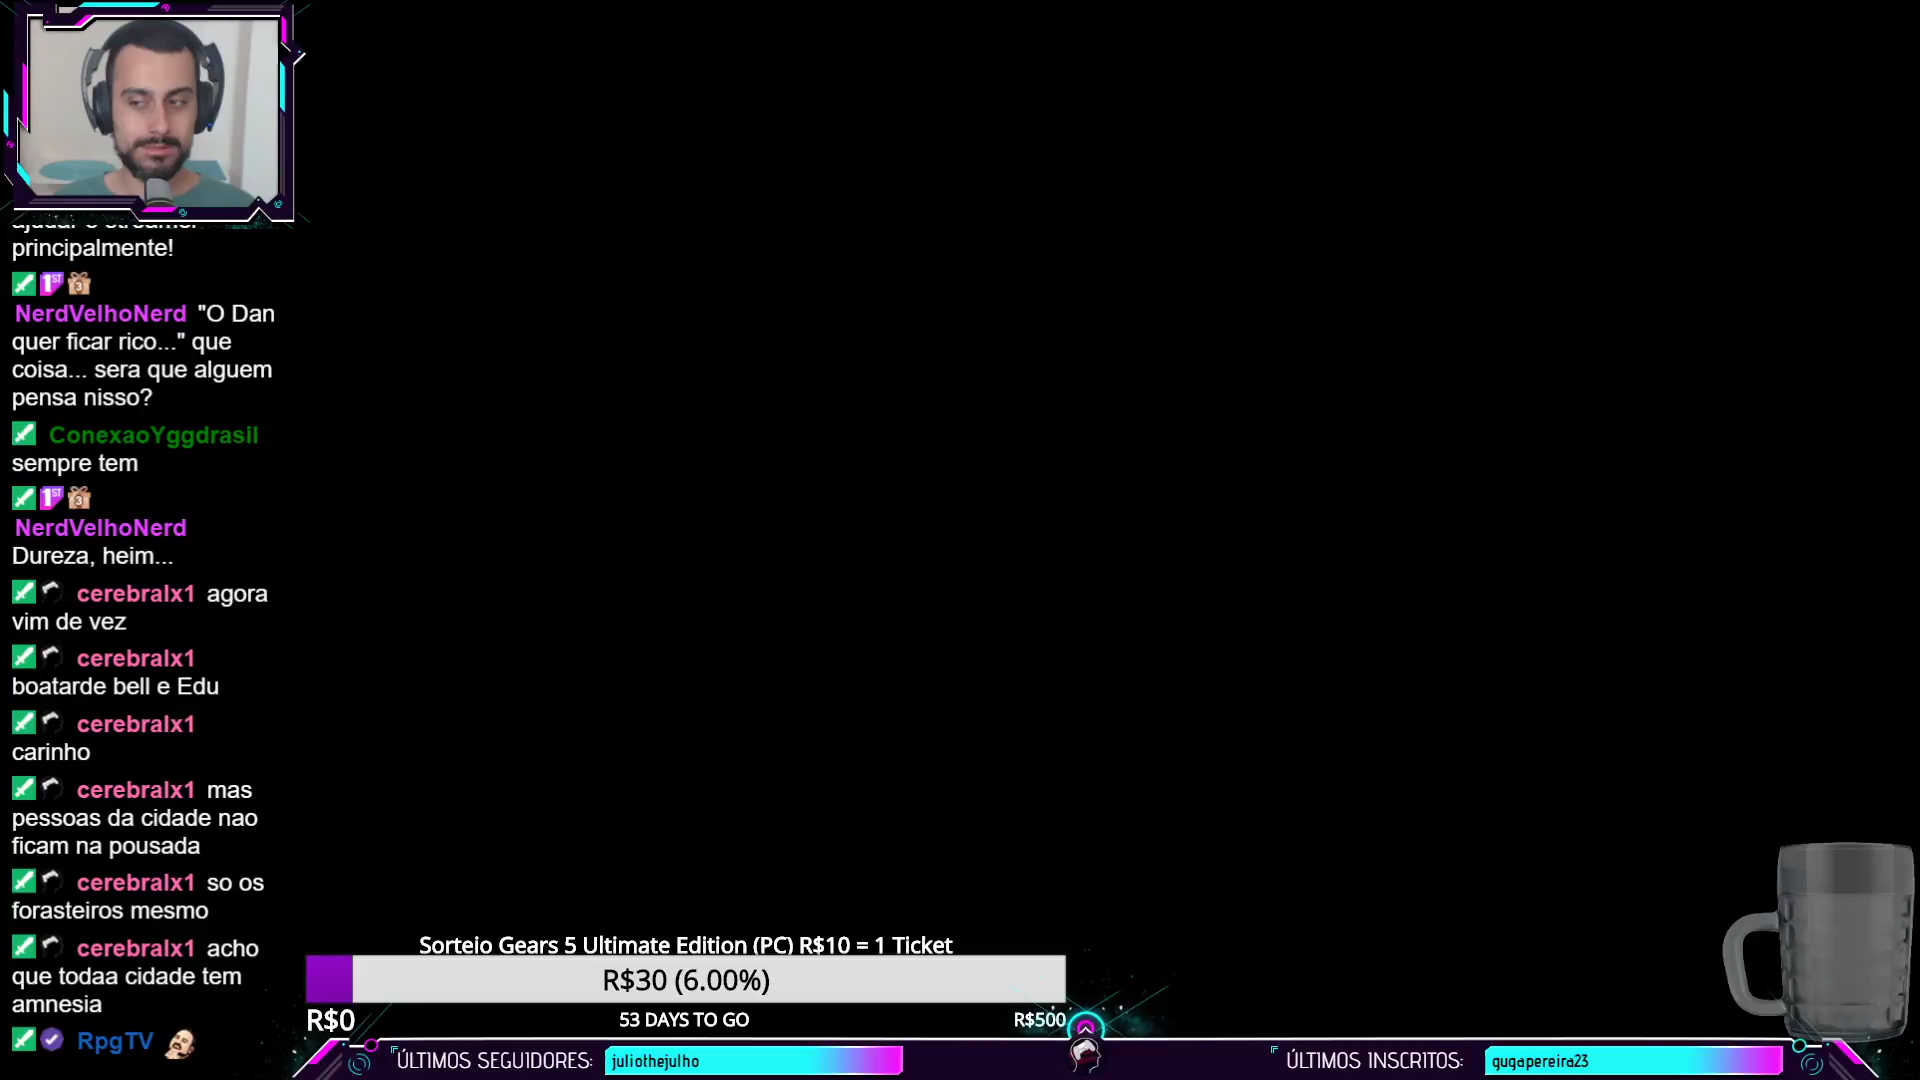 ajudar o streamer
principalmente!
NerdVelhoNerd "O Dan
quer ficar rico..." que
coisa... sera que alguem
pensa nisso?
ConexaoYggdrasil
sempre tem
NerdVelhoNerd
Dureza, heim...
cerebralx1 agora
vim de vez
cerebralx1
boatarde bell e Edu
cerebralx1
carinho
cerebralx1 mas
pessoas da cidade nao
ficam na pousada
cerebralx1 so os
forasteiros mesmo
cerebralx1 acho
que todaa cidade tem
amnesia
RpgTV
Sorteio Gears 5 Ultimate Edition (PC) R$10 = 1 Ticket
R$30 (6.00%)
R$0 53 DAYS TO GO R$500
ÚLTIMOS SEGUIDORES: juliothejulho
ÚLTIMOS INSCRITOS: gugapereira23